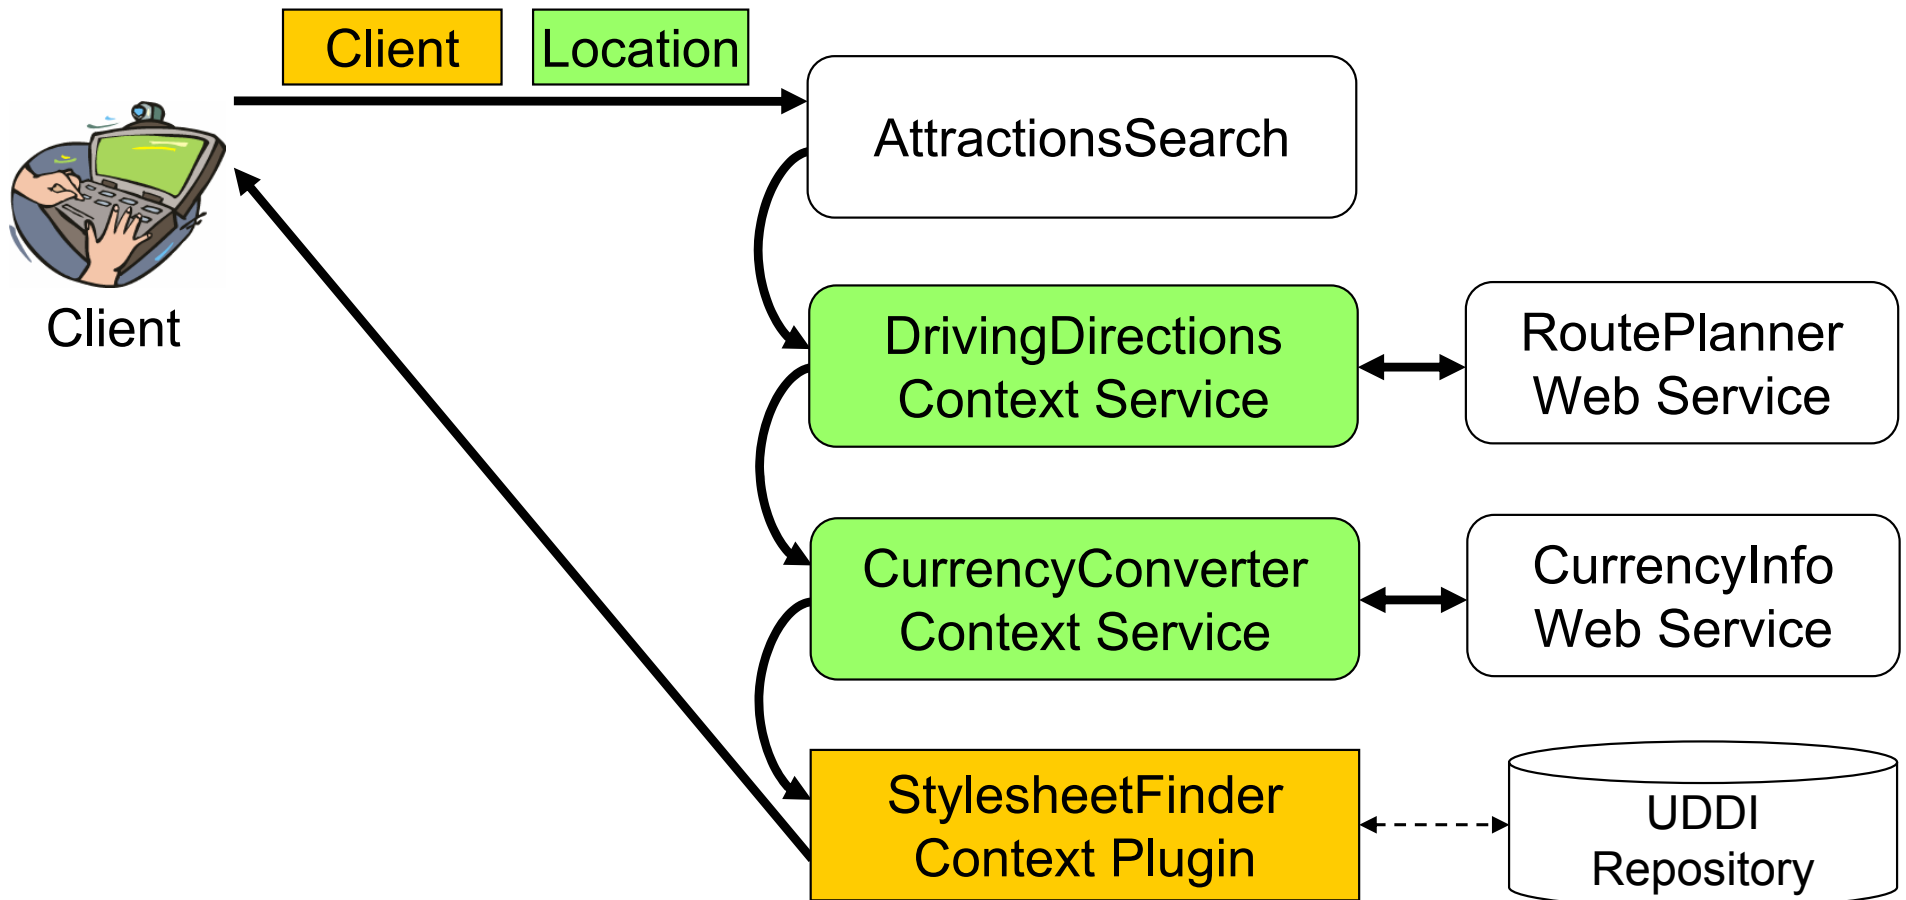 Client
Location
AttractionsSearch
Client
DrivingDirections
Context Service
RoutePlanner
Web Service
CurrencyConverter
Context Service
CurrencyInfo
Web Service
StylesheetFinder
Context Plugin
UDDI
Repository